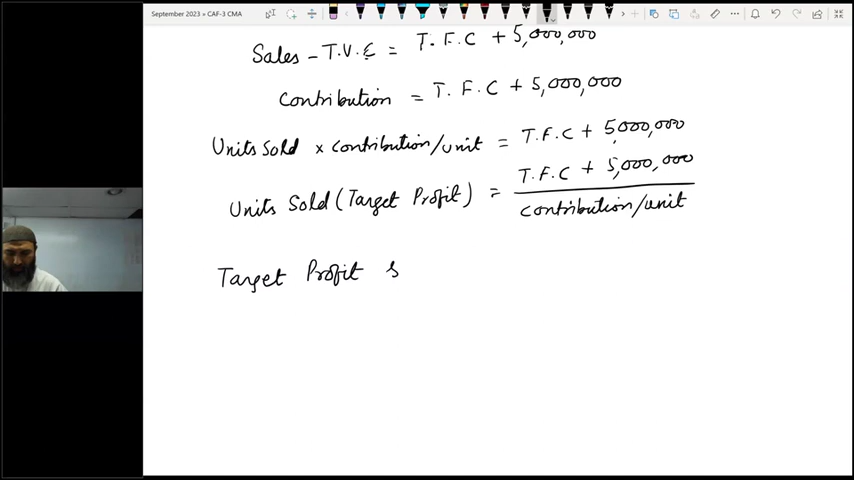 September 2023 » CAF-3 CMA
Sales - T.V.C = T.F.C + 5,000,000
Contribution = T.F.C + 5,000,000
Units Sold x contribution/unit = T.F.C + 5,000,000
Units Sold (Target Profit) = T.F.C + 5,000,000
contribution/unit
Target Profit s